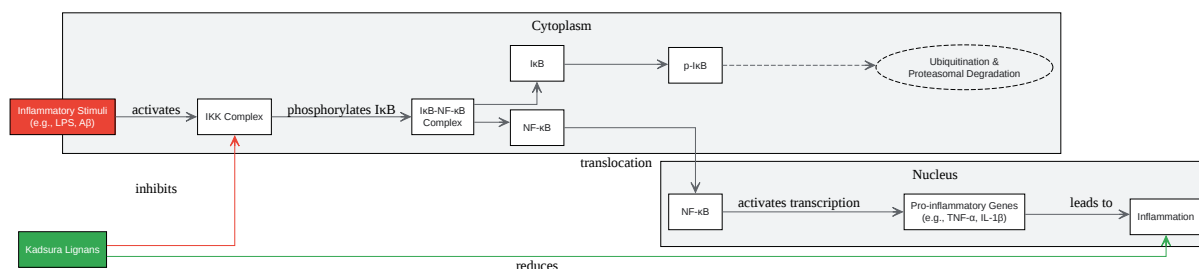 Cytoplasm
IκB
p-IκB
Ubiquitination &
Proteasomal Degradation
Inflammatory Stimuli
(e.g., LPS, Aβ)
activates
IKK Complex
phosphorylates IκB
IκB-NF-κB
Complex
NF-κB
translocation
Nucleus
inhibits
NF-κB
activates transcription
Pro-inflammatory Genes
(e.g., TNF-α, IL-1β)
leads to
Inflammation
Kadsura Lignans
reduces